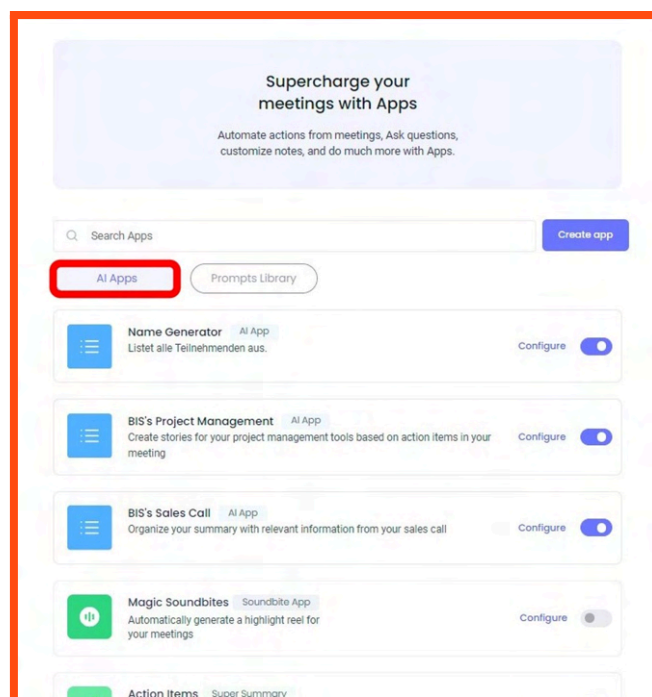 Supercharge your
meetings with Apps
Automate actions from meetings, Ask questions,
customize notes, and do much more with Apps.
Search Apps
Create app
AI Apps
Prompts Library
Name Generator AI App
Listet alle Teilnehmenden aus.
Configure
BIS's Project Management AI App
Create stories for your project management tools based on action items in your
meeting
Configure
BIS's Sales Call AI App
Organize your summary with relevant information from your sales call
Configure
Magic Soundbites Soundbite App
Automatically generate a highlight reel for
your meetings
Configure
Action Items Super Summary